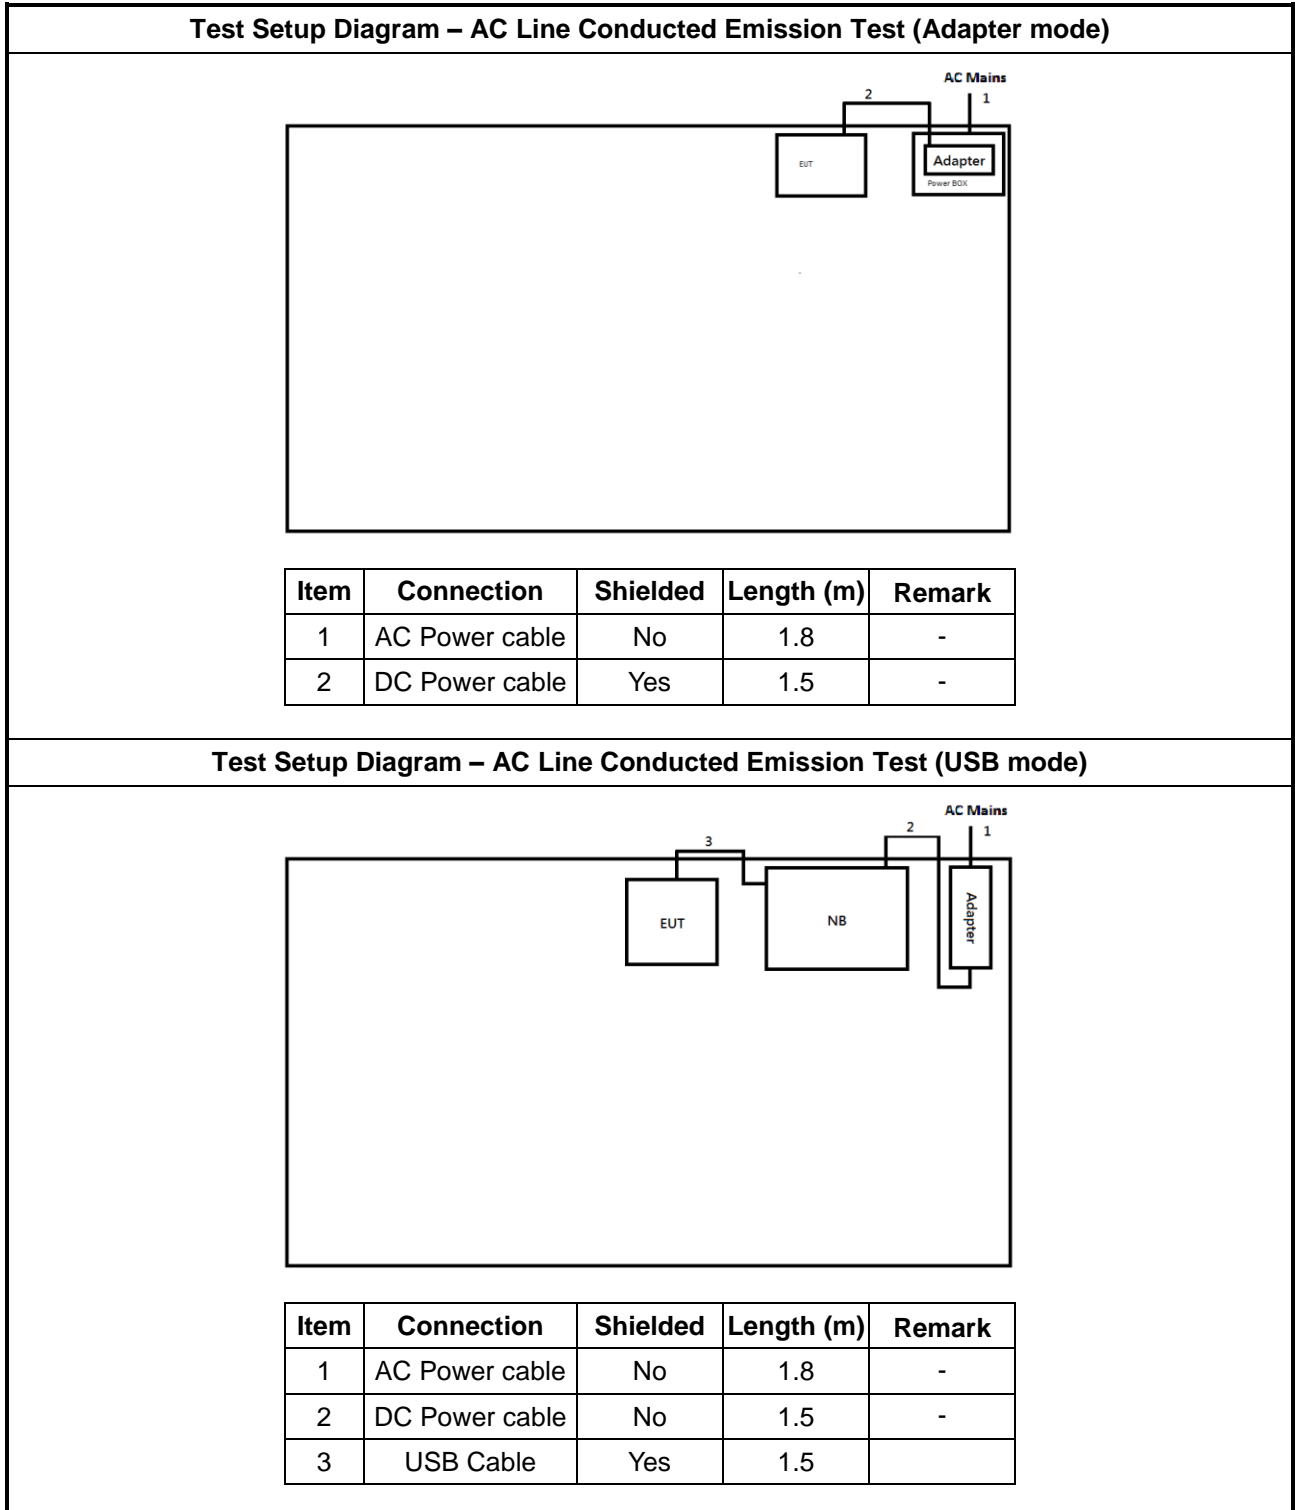 Test Setup Diagram – AC Line Conducted Emission Test (Adapter mode)
AC Mains
2
1
EUT
Adapter
Power BOX
Item Connection Shielded Length (m) Remark
1 AC Power cable No 1.8 -
2 DC Power cable Yes 1.5 -
Test Setup Diagram – AC Line Conducted Emission Test (USB mode)
AC Mains
3
2
1
EUT
NB
Adapter
Item Connection Shielded Length (m) Remark
1 AC Power cable No 1.8 -
2 DC Power cable No 1.5 -
3 USB Cable Yes 1.5